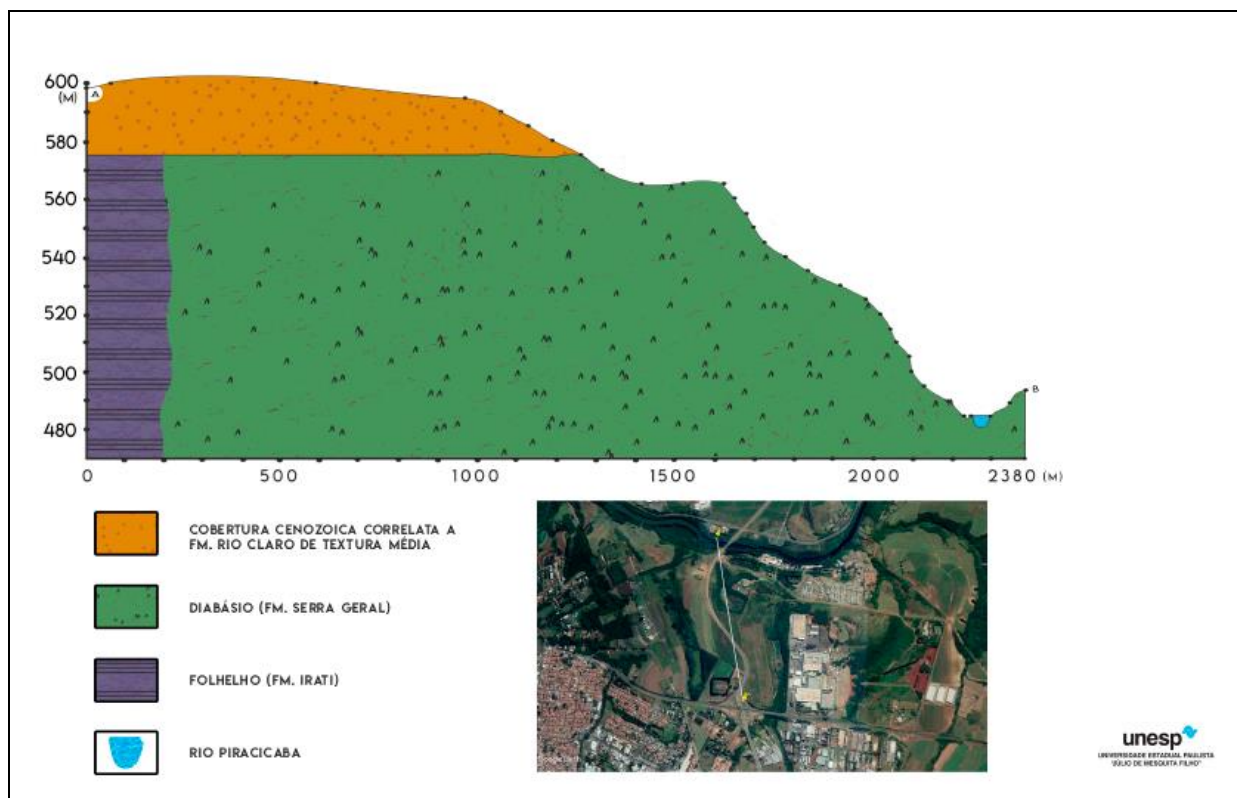 600
(M)
A
580
560
540
520
500
480
B
0 500 1000 1500 2000 2380 (M)
COBERTURA CENOZOICA CORRELATA A
FM. RIO CLARO DE TEXTURA MÉDIA
DIABÁSIO (FM. SERRA GERAL)
FOLHELHO (FM. IRATI)
RIO PIRACICABA
unesp
UNIVERSIDADE ESTADUAL PAULISTA
"JÚLIO DE MESQUITA FILHO"